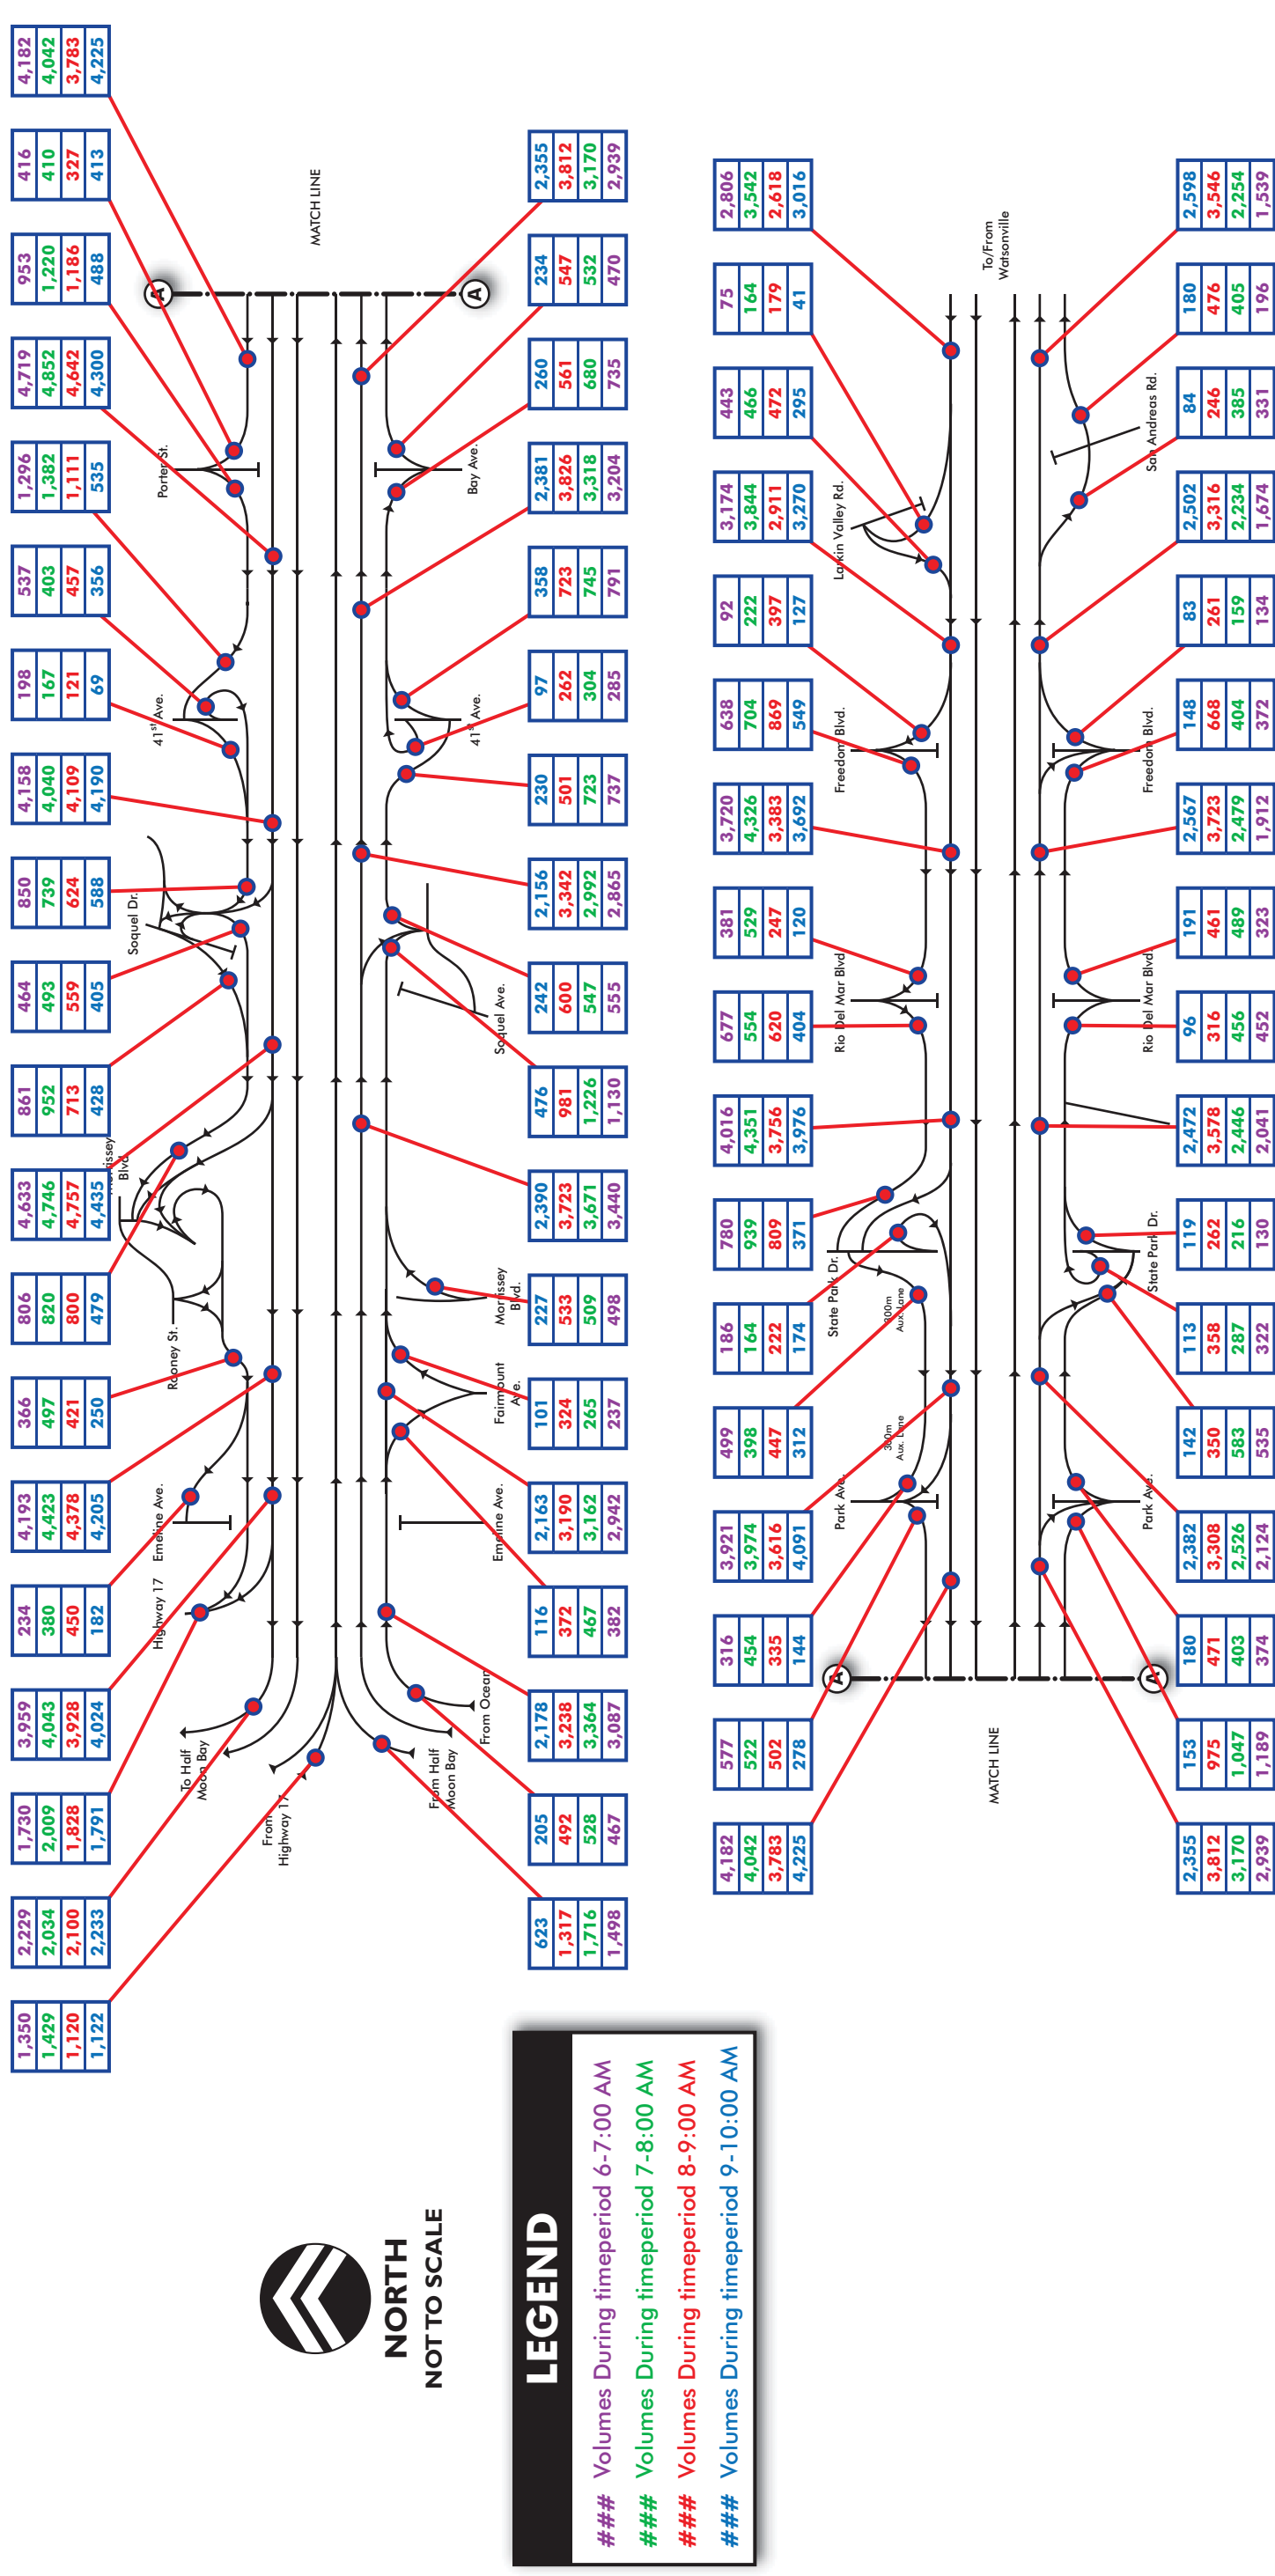 1,350 2,229 1,730 3,959 234 4,193 366 806 4,633 861 464 850 4,158 198 537 1,296 4,719 953 416 4,182
1,429 2,034 2,009 4,043 380 4,423 497 820 4,746 952 493 739 4,040 167 403 1,382 4,852 1,220 410 4,042
1,120 2,100 1,828 3,928 450 4,378 421 800 4,757 713 559 624 4,109 121 457 1,111 4,642 1,186 327 3,783
1,122 2,233 1,791 4,024 182 4,205 250 479 4,435 428 405 588 4,190 69 356 535 4,300 488 413 4,225
To Half
Moon Bay
Highway 17
Emeline Ave.
Rooney St.
Morrissey
Blvd.
Soquel Dr.
41st Ave.
Porter St.
A
MATCH LINE
From
Highway 17
From Half
Moon Bay
From Ocean
Emeline Ave.
Fairmount
Ave.
Morrissey
Blvd.
Soquel Ave.
41st Ave.
Bay Ave.
A
623 205 2,178 116 2,163 101 227 2,390 476 242 2,156 230 97 358 2,381 260 234 2,355
1,317 492 3,238 372 3,190 324 533 3,723 981 600 3,342 501 262 723 3,826 561 547 3,812
1,716 528 3,364 467 3,162 265 509 3,671 1,226 547 2,992 723 304 745 3,318 680 532 3,170
1,498 467 3,087 382 2,942 237 498 3,440 1,130 555 2,865 737 285 791 3,204 735 470 2,939
NORTH
NOT TO SCALE
LEGEND
### Volumes During timeperiod 6-7:00 AM
### Volumes During timeperiod 7-8:00 AM
### Volumes During timeperiod 8-9:00 AM
### Volumes During timeperiod 9-10:00 AM
4,182 577 316 3,921 499 186 780 4,016 677 381 3,720 638 92 3,174 443 75 2,806
4,042 522 454 3,974 398 164 939 4,351 554 529 4,326 704 222 3,844 466 164 3,542
3,783 502 335 3,616 447 222 809 3,756 620 247 3,383 869 397 2,911 472 179 2,618
4,225 278 144 4,091 312 174 371 3,976 404 120 3,692 549 127 3,270 295 41 3,016
A
Park Ave.
300m
Aux. Lane
State Park Dr.
300m
Aux. Lane
Rio Del Mar Blvd
Freedom Blvd.
Larkin Valley Rd.
MATCH LINE
To/From
Watsonville
A
Park Ave.
State Park Dr.
Rio Del Mar Blvd
Freedom Blvd.
San Andreas Rd.
2,355 153 180 2,382 142 113 119 2,472 96 191 2,567 148 83 2,502 84 180 2,598
3,812 975 471 3,308 350 358 262 3,578 316 461 3,723 668 261 3,316 246 476 3,546
3,170 1,047 403 2,526 583 287 216 2,446 456 489 2,479 404 159 2,234 385 405 2,254
2,939 1,189 374 2,124 535 322 130 2,041 452 323 1,912 372 134 1,674 331 196 1,539